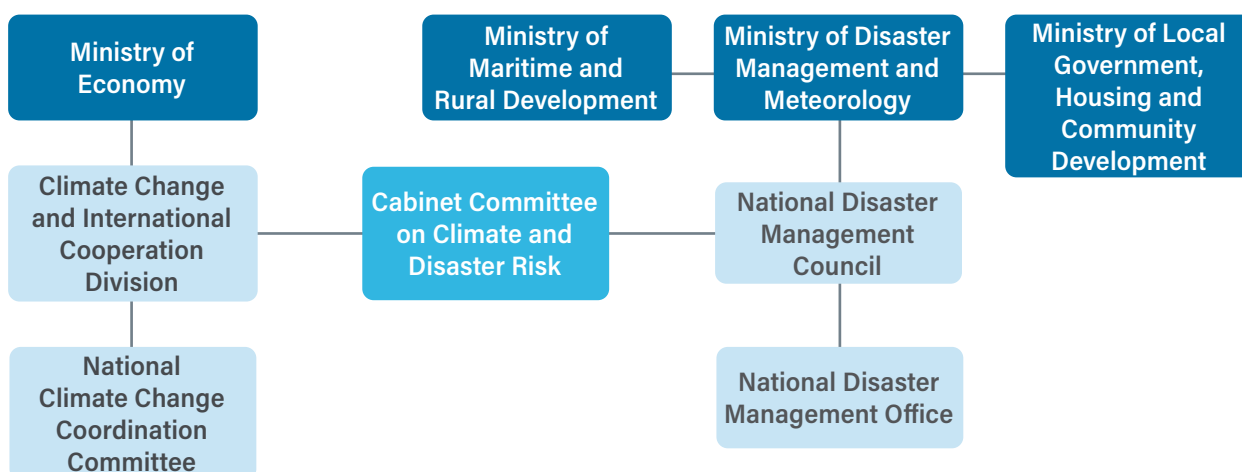 Ministry of
Economy
Ministry of
Maritime and
Rural Development
Ministry of Disaster
Management and
Meteorology
Ministry of Local
Government,
Housing and
Community
Development
Climate Change
and International
Cooperation
Division
Cabinet Committee
on Climate and
Disaster Risk
National Disaster
Management
Council
National
Climate Change
Coordination
Committee
National Disaster
Management Office